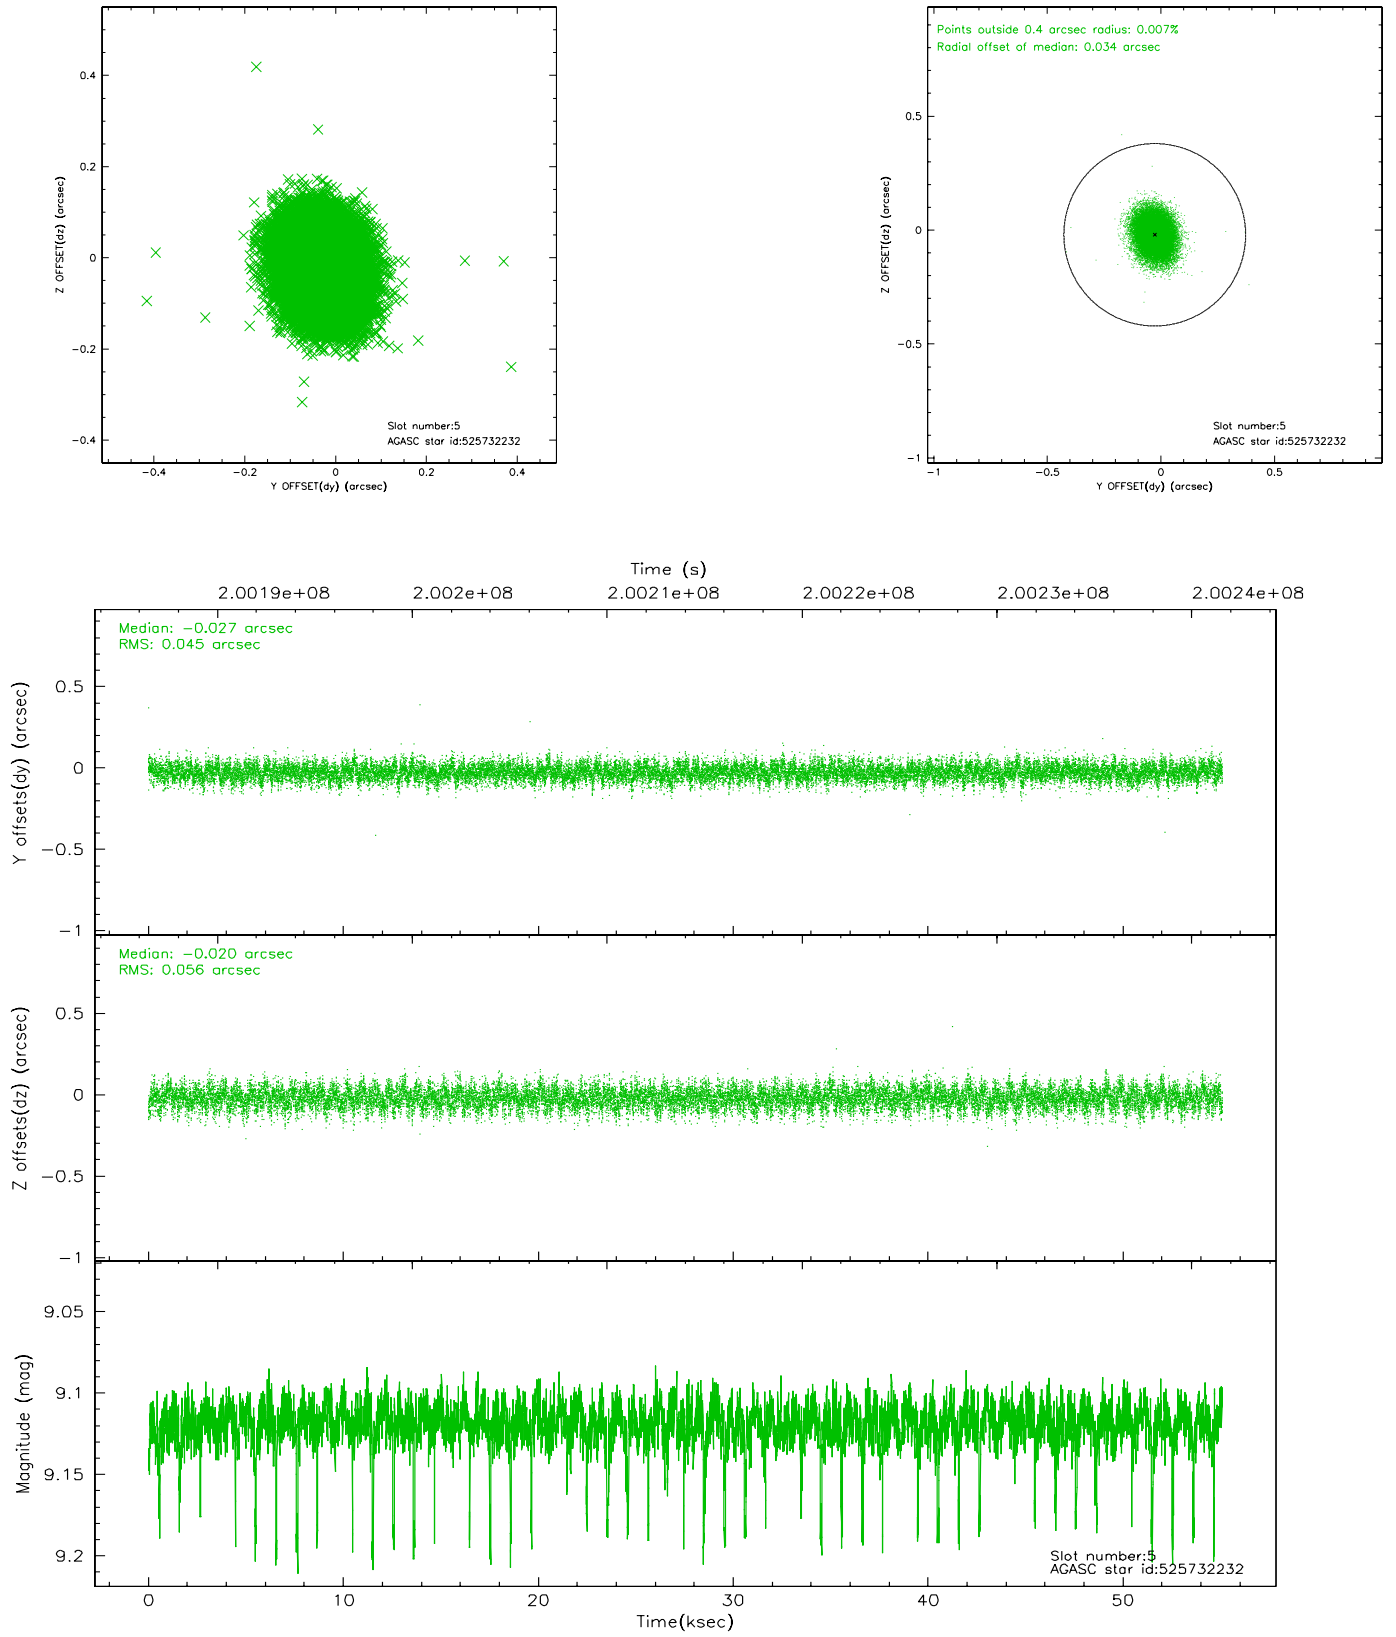 0.4
0.2
0
−0.2
−0.4
−0.4
−0.2
0
0.2
0.4
Z OFFSET(dz) (arcsec)
Y OFFSET(dy) (arcsec)
Slot number:5
AGASC star id:525732232
Points outside 0.4 arcsec radius: 0.007%
Radial offset of median: 0.034 arcsec
0.5
0
−0.5
−1
−1
−0.5
0
0.5
Z OFFSET(dz) (arcsec)
Y OFFSET(dy) (arcsec)
Slot number:5
AGASC star id:525732232
Time (s)
2.0019e+08
2.002e+08
2.0021e+08
2.0022e+08
2.0023e+08
2.0024e+08
Median: −0.027 arcsec
RMS: 0.045 arcsec
Y offsets(dy) (arcsec)
0.5
0
−0.5
−1
Median: −0.020 arcsec
RMS: 0.056 arcsec
Z offsets(dz) (arcsec)
0.5
0
−0.5
−1
Magnitude (mag)
9.05
9.1
9.15
9.2
Slot number:5
AGASC star id:525732232
0
10
20
30
40
50
Time(ksec)